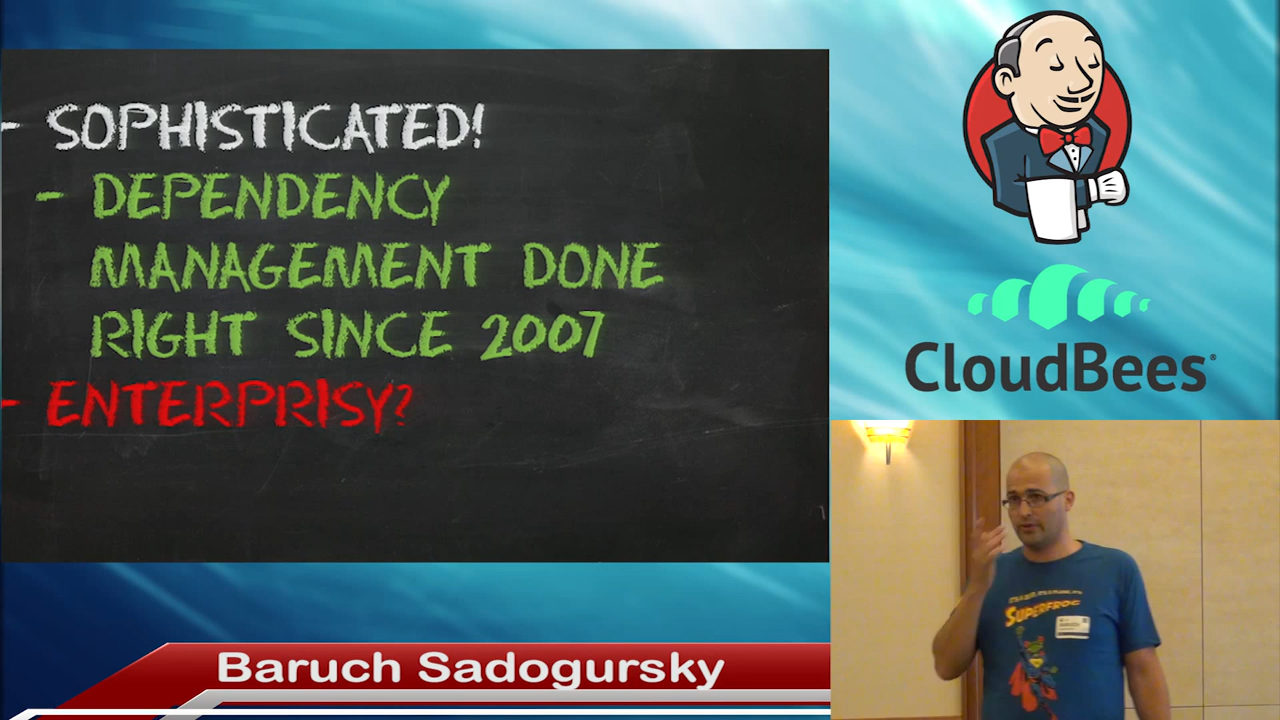 - SOPHISTICATED!
- DEPENDENCY
MANAGEMENT DONE
RIGHT SINCE 2007
- ENTERPRISY?
CloudBees®
SUPERFROG
Baruch Sadogursky